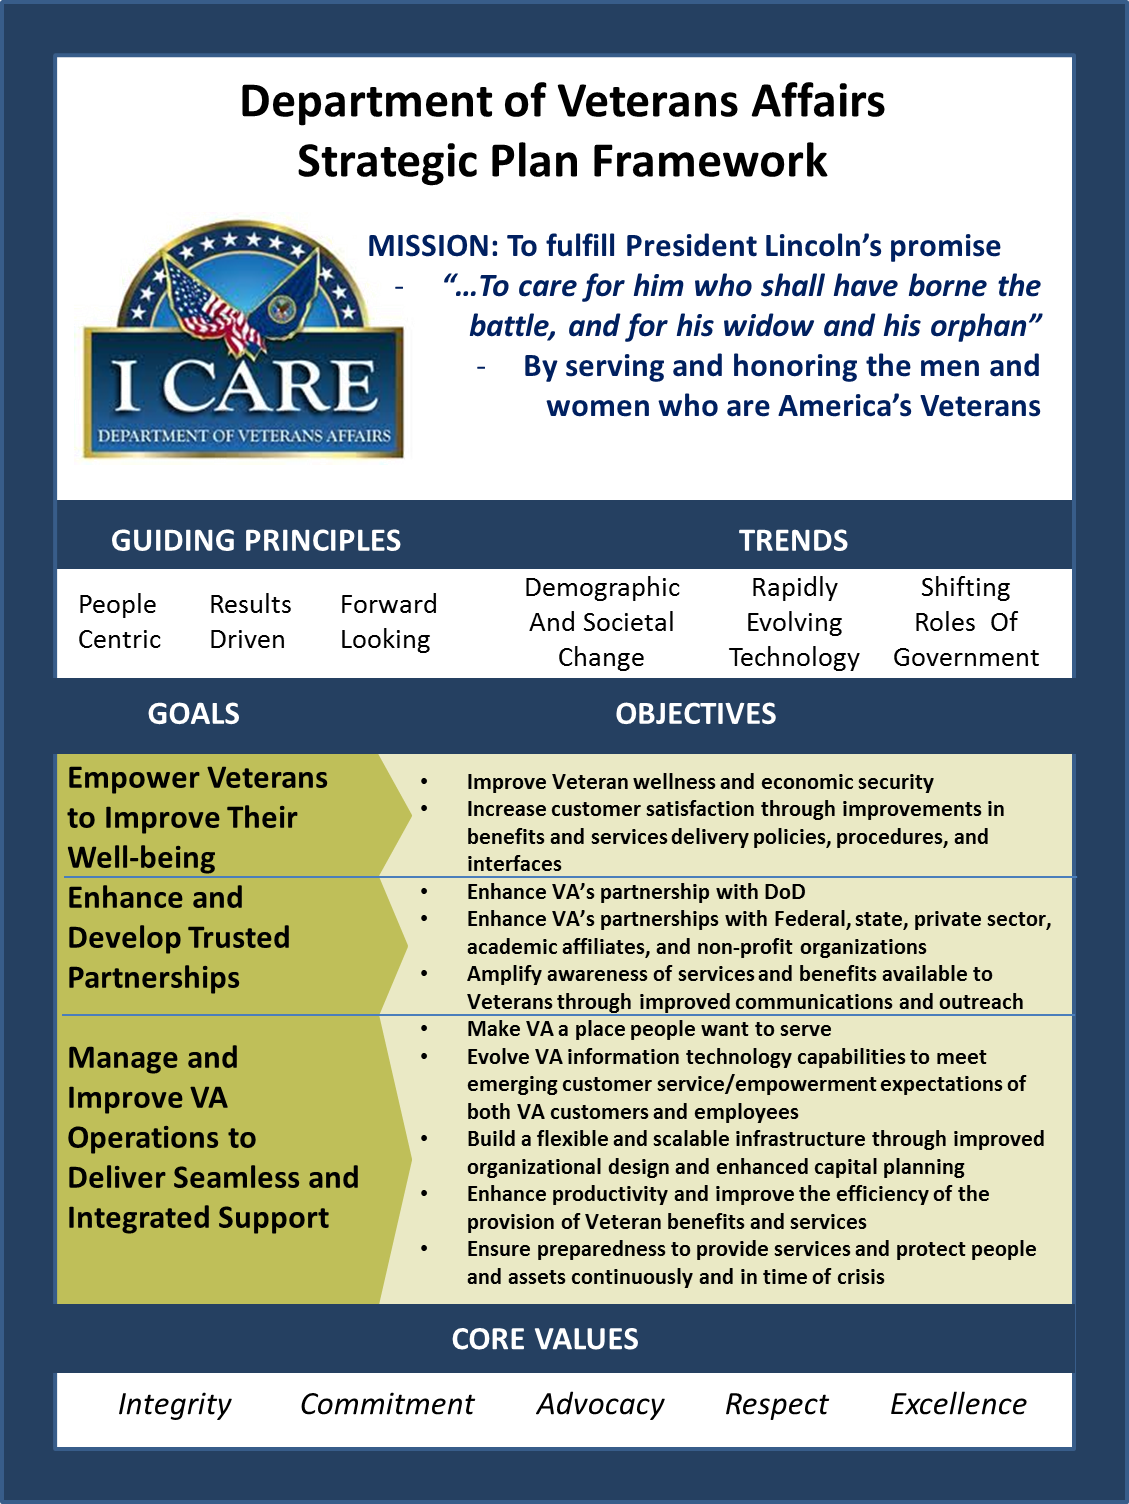 Department of Veterans Affairs
Strategic Plan Framework
I CARE
DEPARTMENT OF VETERANS AFFAIRS
MISSION: To fulfill President Lincoln’s promise
- “…To care for him who shall have borne the
battle, and for his widow and his orphan”
- By serving and honoring the men and
women who are America’s Veterans
GUIDING PRINCIPLES
People
Centric
Results
Driven
Forward
Looking
TRENDS
Demographic
And Societal
Change
Rapidly
Evolving
Technology
Shifting
Roles Of
Government
GOALS
OBJECTIVES
Empower Veterans
to Improve Their
Well-being
• Improve Veteran wellness and economic security
• Increase customer satisfaction through improvements in
benefits and services delivery policies, procedures, and
interfaces
Enhance and
Develop Trusted
Partnerships
• Enhance VA’s partnership with DoD
• Enhance VA’s partnerships with Federal, state, private sector,
academic affiliates, and non-profit organizations
• Amplify awareness of services and benefits available to
Veterans through improved communications and outreach
Manage and
Improve VA
Operations to
Deliver Seamless and
Integrated Support
• Make VA a place people want to serve
• Evolve VA information technology capabilities to meet
emerging customer service/empowerment expectations of
both VA customers and employees
• Build a flexible and scalable infrastructure through improved
organizational design and enhanced capital planning
• Enhance productivity and improve the efficiency of the
provision of Veteran benefits and services
• Ensure preparedness to provide services and protect people
and assets continuously and in time of crisis
CORE VALUES
Integrity Commitment Advocacy Respect Excellence